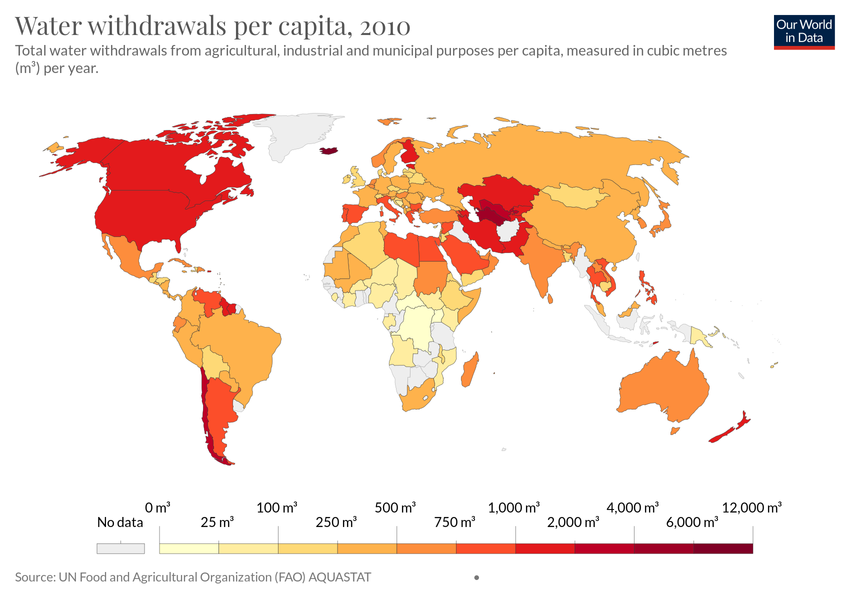 Water withdrawals per capita, 2010
Our World
in Data
Total water withdrawals from agricultural, industrial and municipal purposes per capita, measured in cubic metres
(m³) per year.
No data
0 m³
25 m³
100 m³
250 m³
500 m³
750 m³
1,000 m³
2,000 m³
4,000 m³
6,000 m³
12,000 m³
Source: UN Food and Agricultural Organization (FAO) AQUASTAT